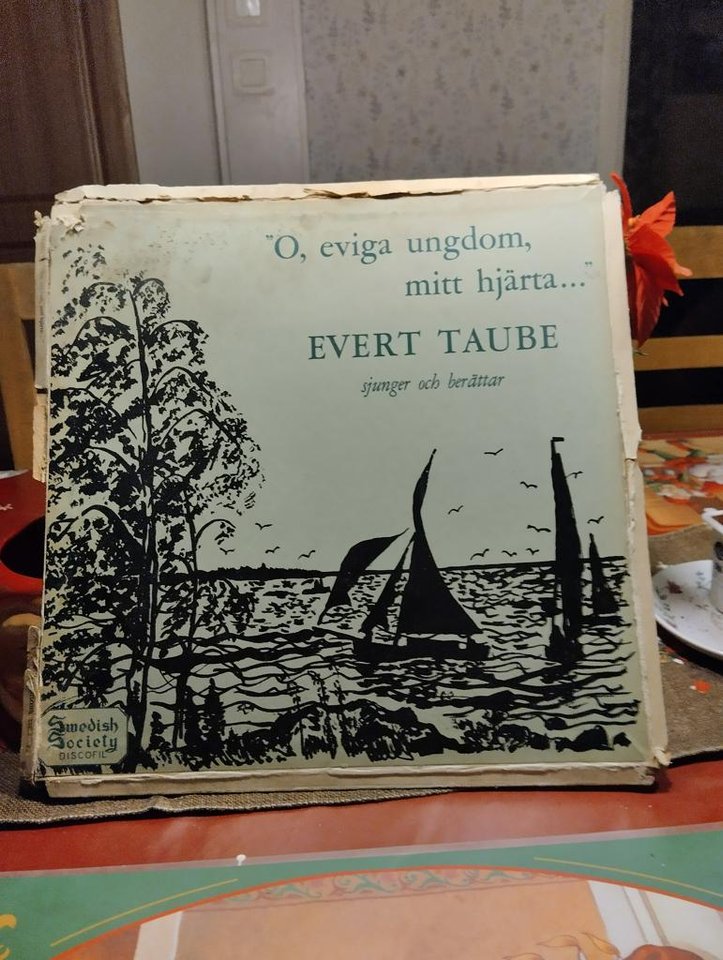 "O, eviga ungdom,
mitt hjärta..."
EVERT TAUBE
sjunger och berättar
Swedish
Society
DISCOFIL